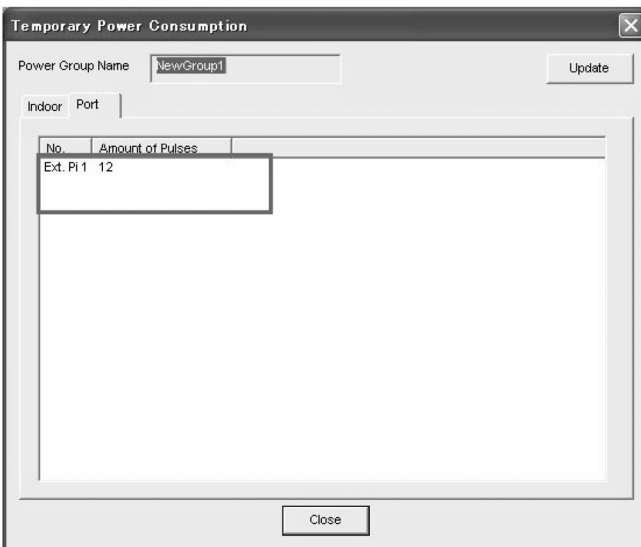 Temporary Power Consumption
Power Group Name NewGroup1 Update
Indoor Port
No. Amount of Pulses
Ext. Pi 1 12
Close